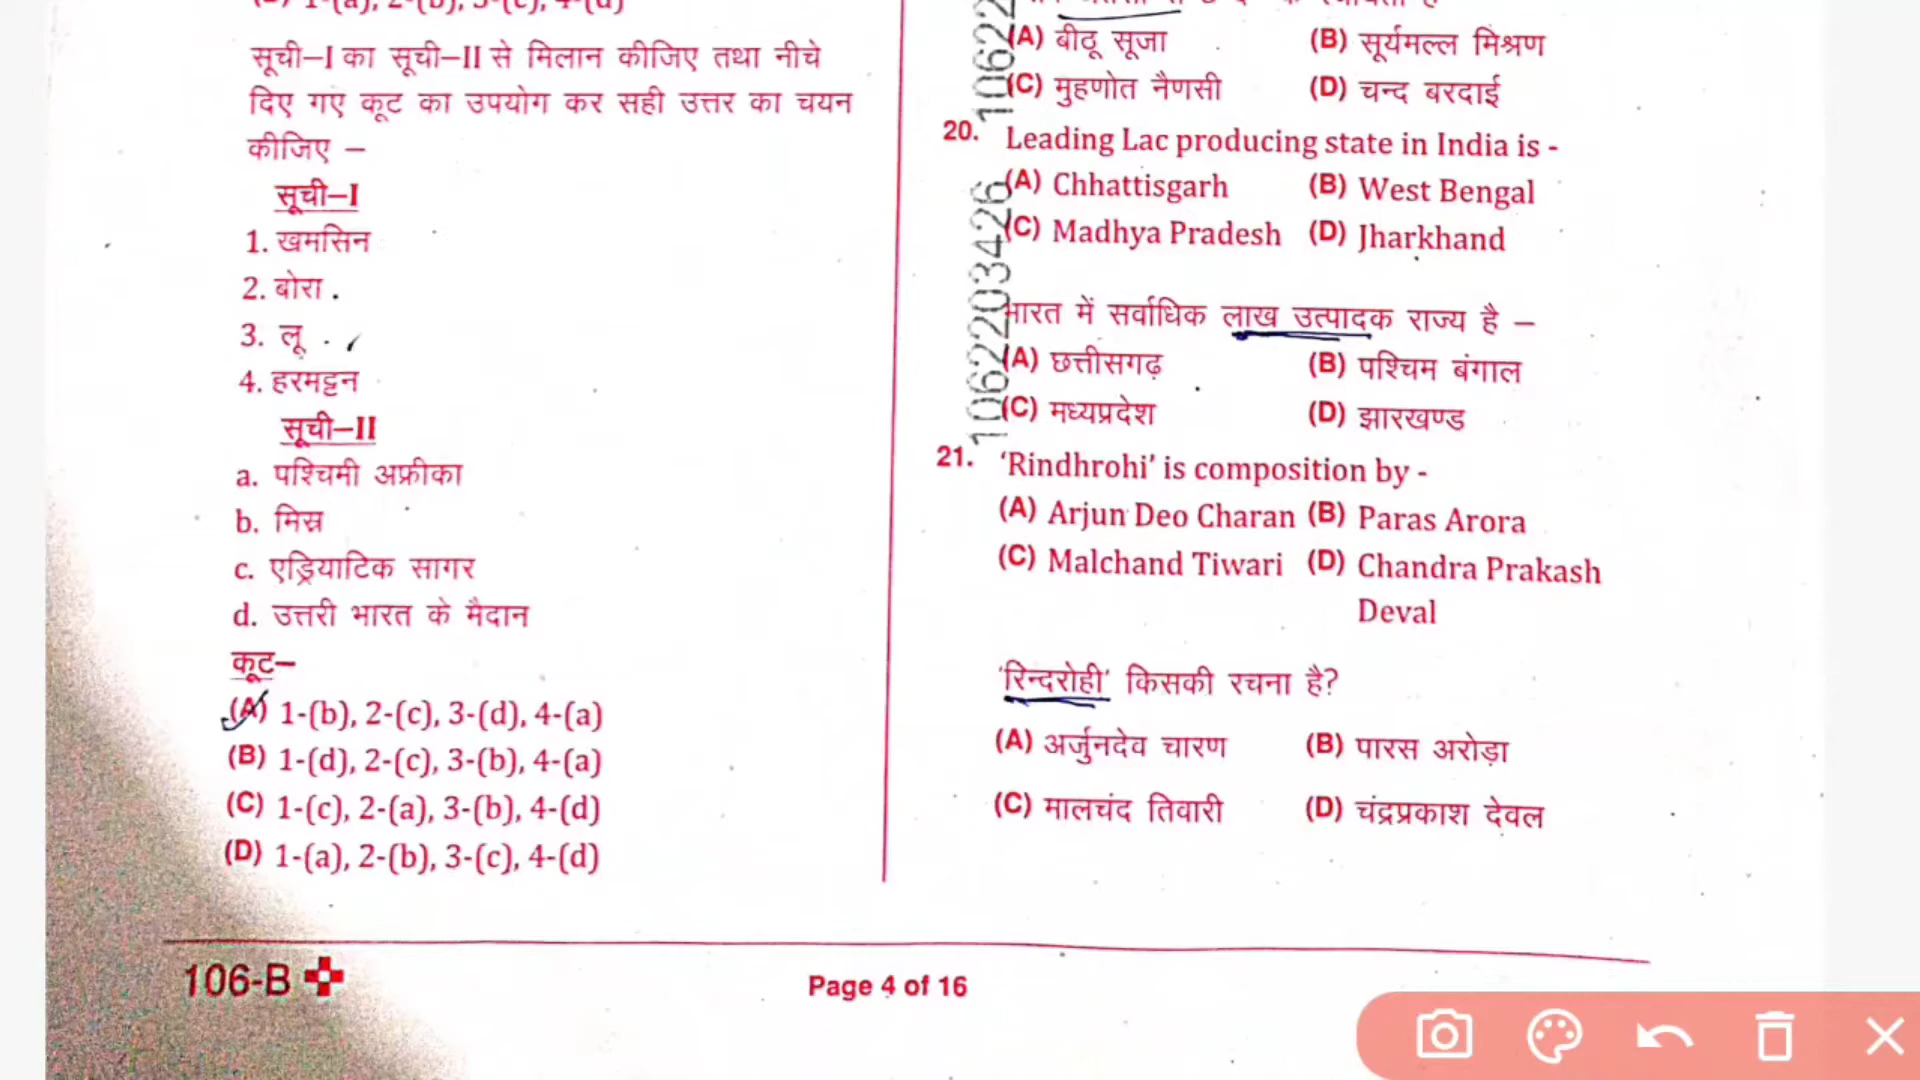 सूची–I का सूची–II से मिलान कीजिए तथा नीचे
दिए गए कूट का उपयोग कर सही उत्तर का चयन
कीजिए –
सूची–I
1. खमसिन
2. बोरा
3. लू
4. हरमट्टन
सूची–II
a. पश्चिमी अफ्रीका
b. मिस्र
c. एड्रियाटिक सागर
d. उत्तरी भारत के मैदान
कूट–
(A) 1-(b), 2-(c), 3-(d), 4-(a)
(B) 1-(d), 2-(c), 3-(b), 4-(a)
(C) 1-(c), 2-(a), 3-(b), 4-(d)
(D) 1-(a), 2-(b), 3-(c), 4-(d)
(A) बीठू सूजा (B) सूर्यमल्ल मिश्रण
(C) मुहणोत नैणसी (D) चन्द बरदाई
20. Leading Lac producing state in India is -
(A) Chhattisgarh (B) West Bengal
(C) Madhya Pradesh (D) Jharkhand
भारत में सर्वाधिक लाख उत्पादक राज्य है –
(A) छत्तीसगढ़ (B) पश्चिम बंगाल
(C) मध्यप्रदेश (D) झारखण्ड
21. ‘Rindhrohi’ is composition by -
(A) Arjun Deo Charan (B) Paras Arora
(C) Malchand Tiwari (D) Chandra Prakash
Deval
‘रिन्दरोही’ किसकी रचना है?
(A) अर्जुनदेव चारण (B) पारस अरोड़ा
(C) मालचंद तिवारी (D) चंद्रप्रकाश देवल
1062203426
106-B
Page 4 of 16